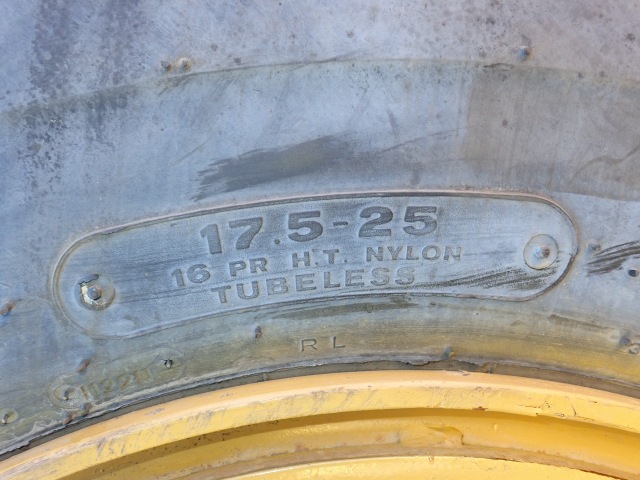 17.5-25
16 PR H.T. NYLON
TUBELESS
RL